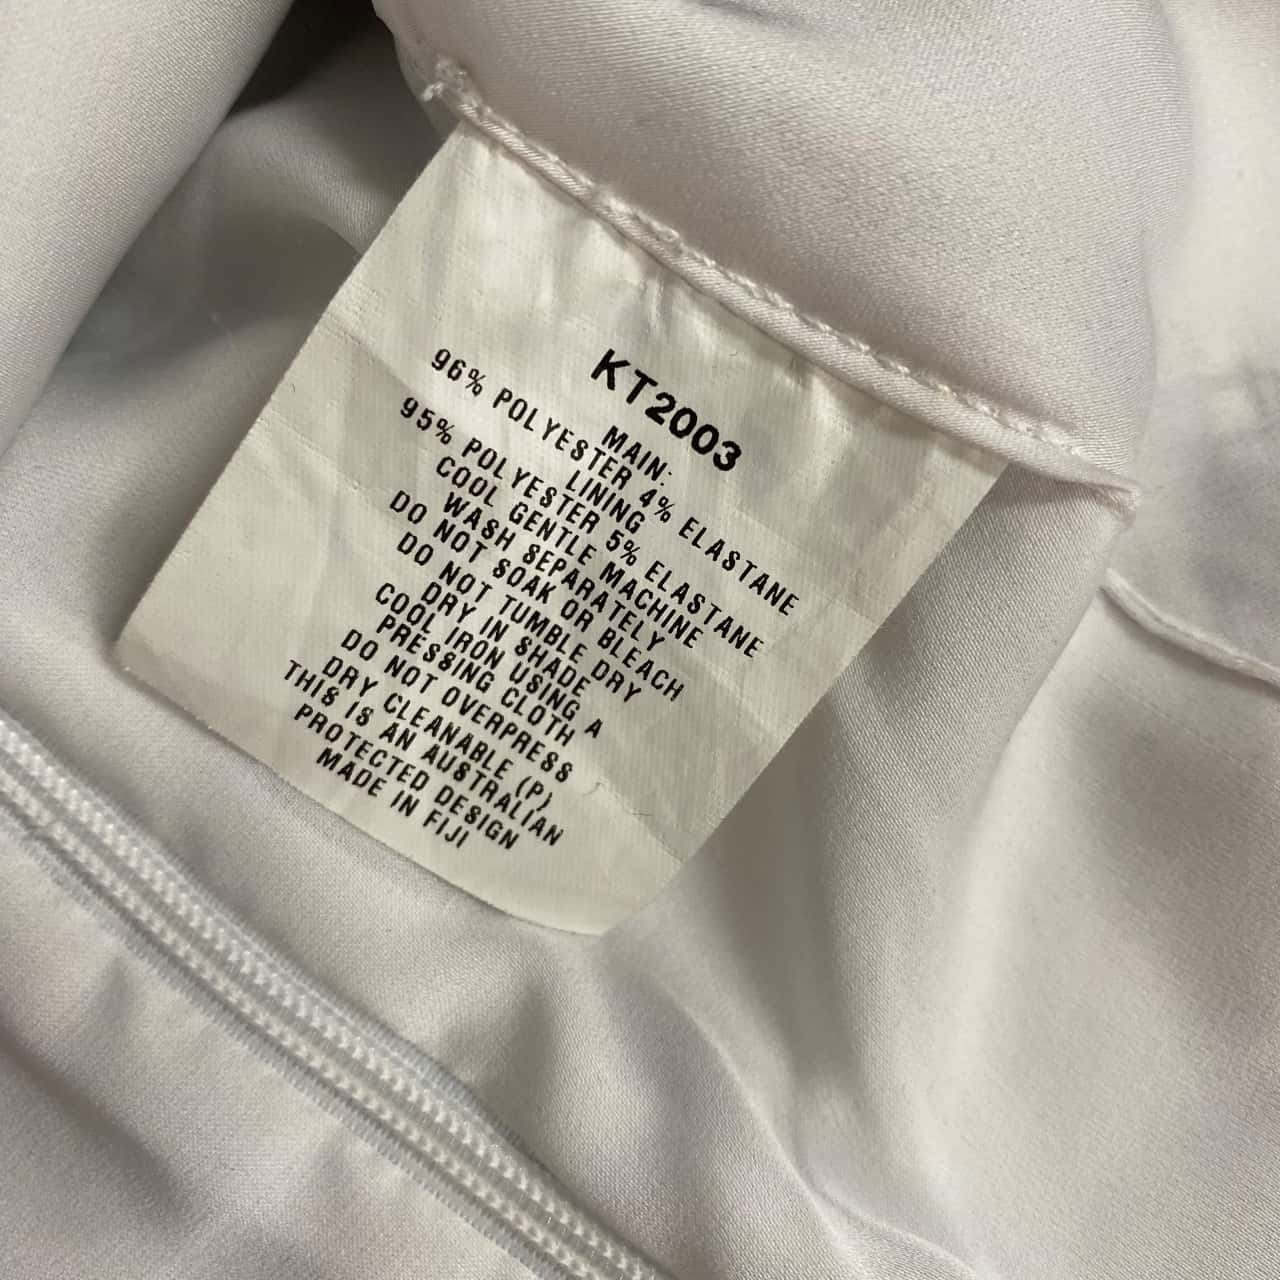 KT2003
MAIN:
96% POLYESTER 4% ELASTANE
LINING
95% POLYESTER 5% ELASTANE
COOL GENTLE MACHINE
WASH SEPARATELY
DO NOT SOAK OR BLEACH
DO NOT TUMBLE DRY
DRY IN SHADE
COOL IRON USING A
PRESSING CLOTH
DO NOT OVERPRESS
DRY CLEANABLE (P)
THIS IS AN AUSTRALIAN
PROTECTED DESIGN
MADE IN FIJI